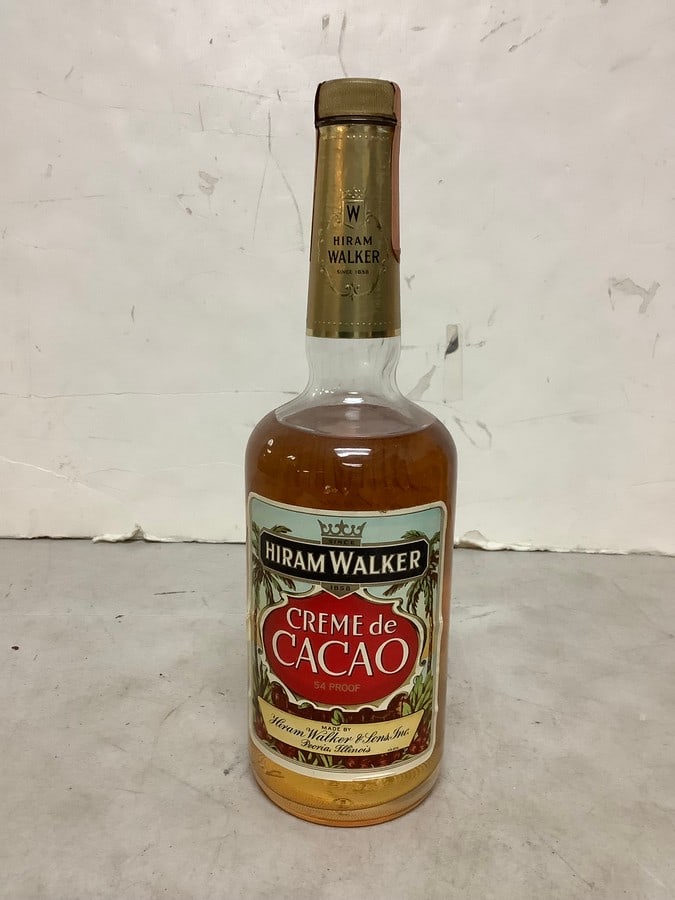 W
HIRAM
WALKER
SINCE 1858
SINCE
HIRAM WALKER
1858
CREME de
CACAO
54 PROOF
MADE BY
Hiram Walker & Sons, Inc.
Peoria, Illinois